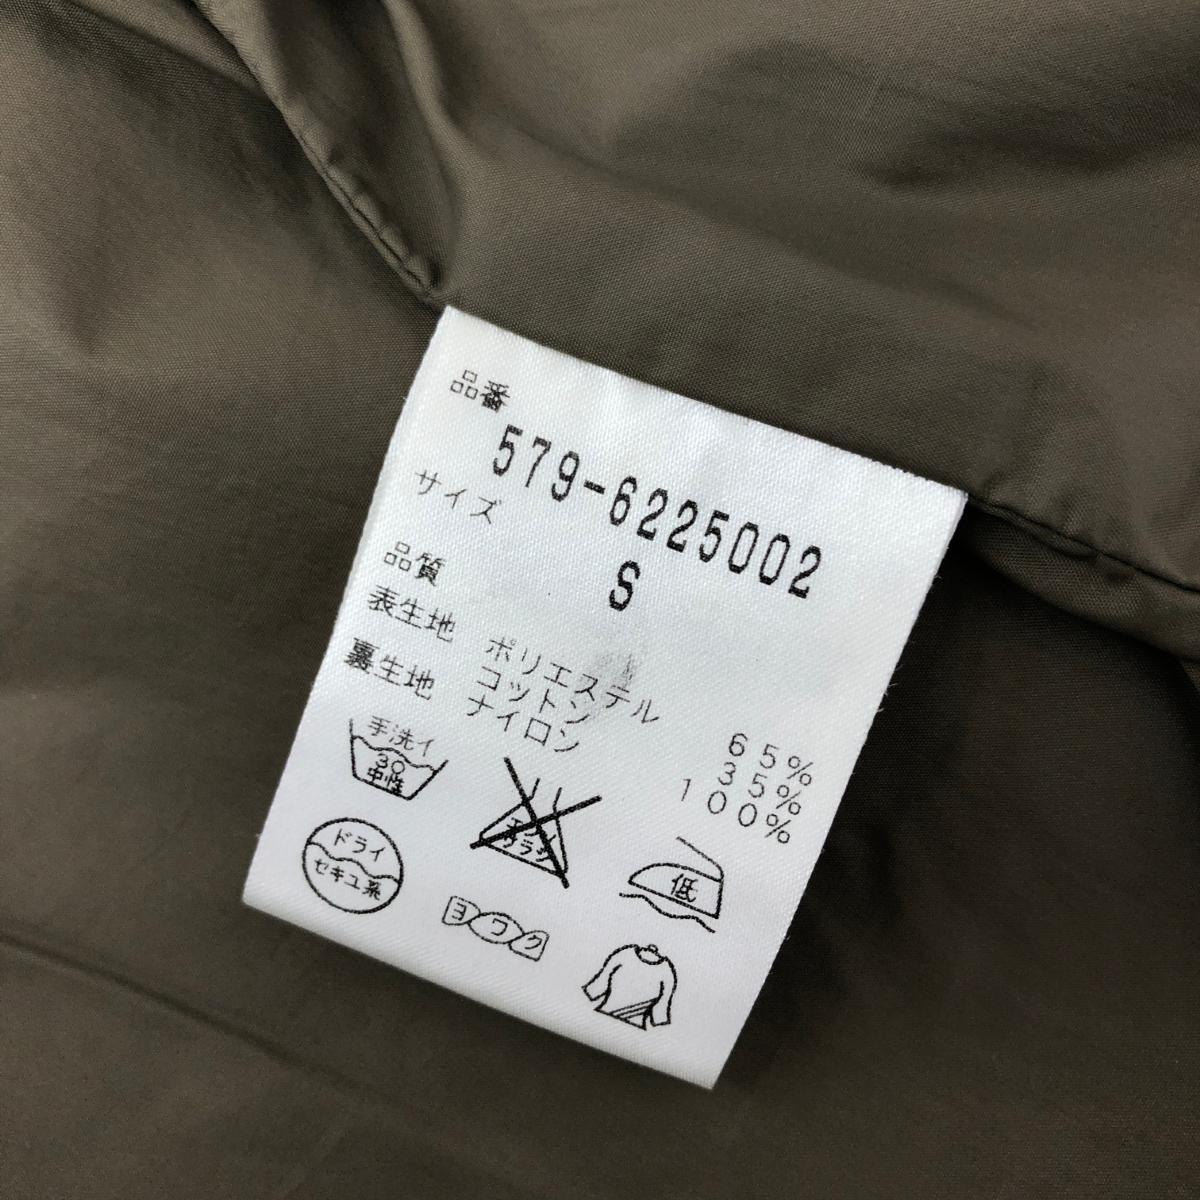 品番
579-6225002
サイズ
S
品質
表生地 ポリエステル 65%
コットン 35%
裏生地 ナイロン 100%
手洗イ
30
中性
低
ドライ
セキユ系
ヨワク